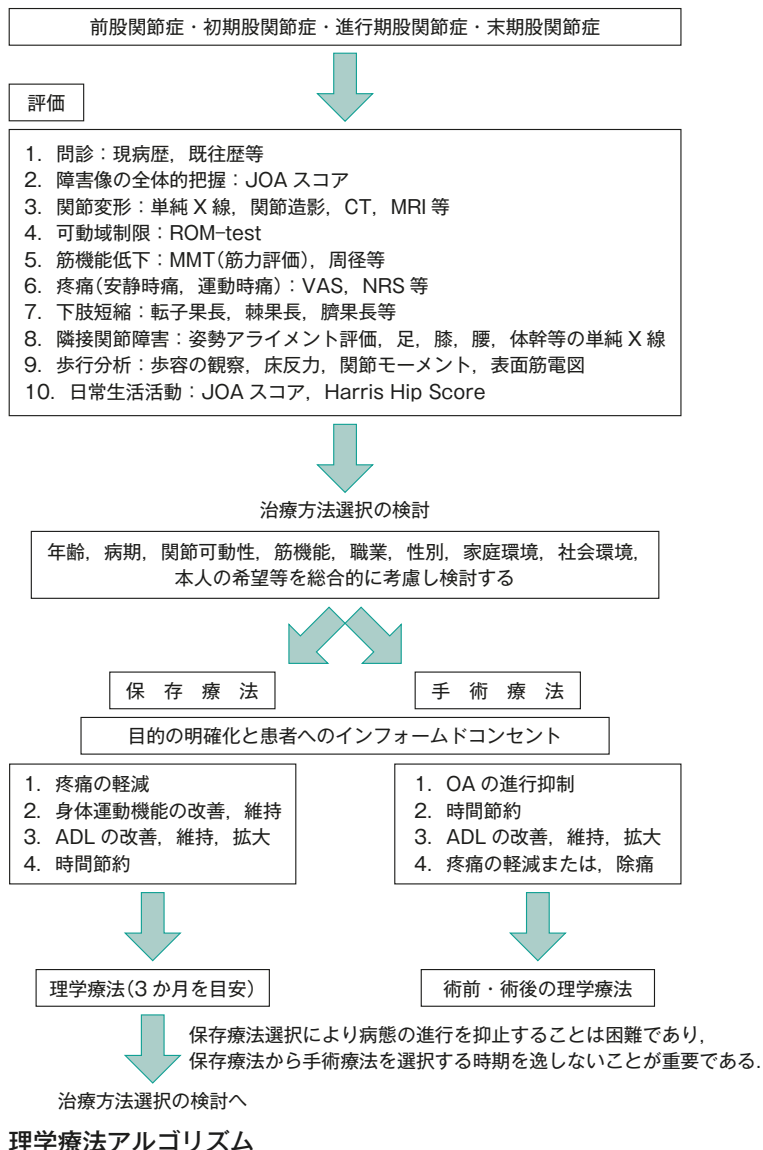 前股関節症・初期股関節症・進行期股関節症・末期股関節症
評価
1. 問診：現病歴，既往歴等
2. 障害像の全体的把握：JOA スコア
3. 関節変形：単純 X 線，関節造影，CT，MRI 等
4. 可動域制限：ROM-test
5. 筋機能低下：MMT（筋力評価），周径等
6. 疼痛（安静時痛，運動時痛）：VAS，NRS 等
7. 下肢短縮：転子果長，棘果長，臍果長等
8. 隣接関節障害：姿勢アライメント評価，足，膝，腰，体幹等の単純 X 線
9. 歩行分析：歩容の観察，床反力，関節モーメント，表面筋電図
10. 日常生活活動：JOA スコア，Harris Hip Score
治療方法選択の検討
年齢，病期，関節可動性，筋機能，職業，性別，家庭環境，社会環境，
本人の希望等を総合的に考慮し検討する
保 存 療 法
手 術 療 法
目的の明確化と患者へのインフォームドコンセント
1. 疼痛の軽減
2. 身体運動機能の改善，維持
3. ADL の改善，維持，拡大
4. 時間節約
1. OA の進行抑制
2. 時間節約
3. ADL の改善，維持，拡大
4. 疼痛の軽減または，除痛
理学療法（3 か月を目安）
術前・術後の理学療法
保存療法選択により病態の進行を抑止することは困難であり，
保存療法から手術療法を選択する時期を逸しないことが重要である．
治療方法選択の検討へ
理学療法アルゴリズム